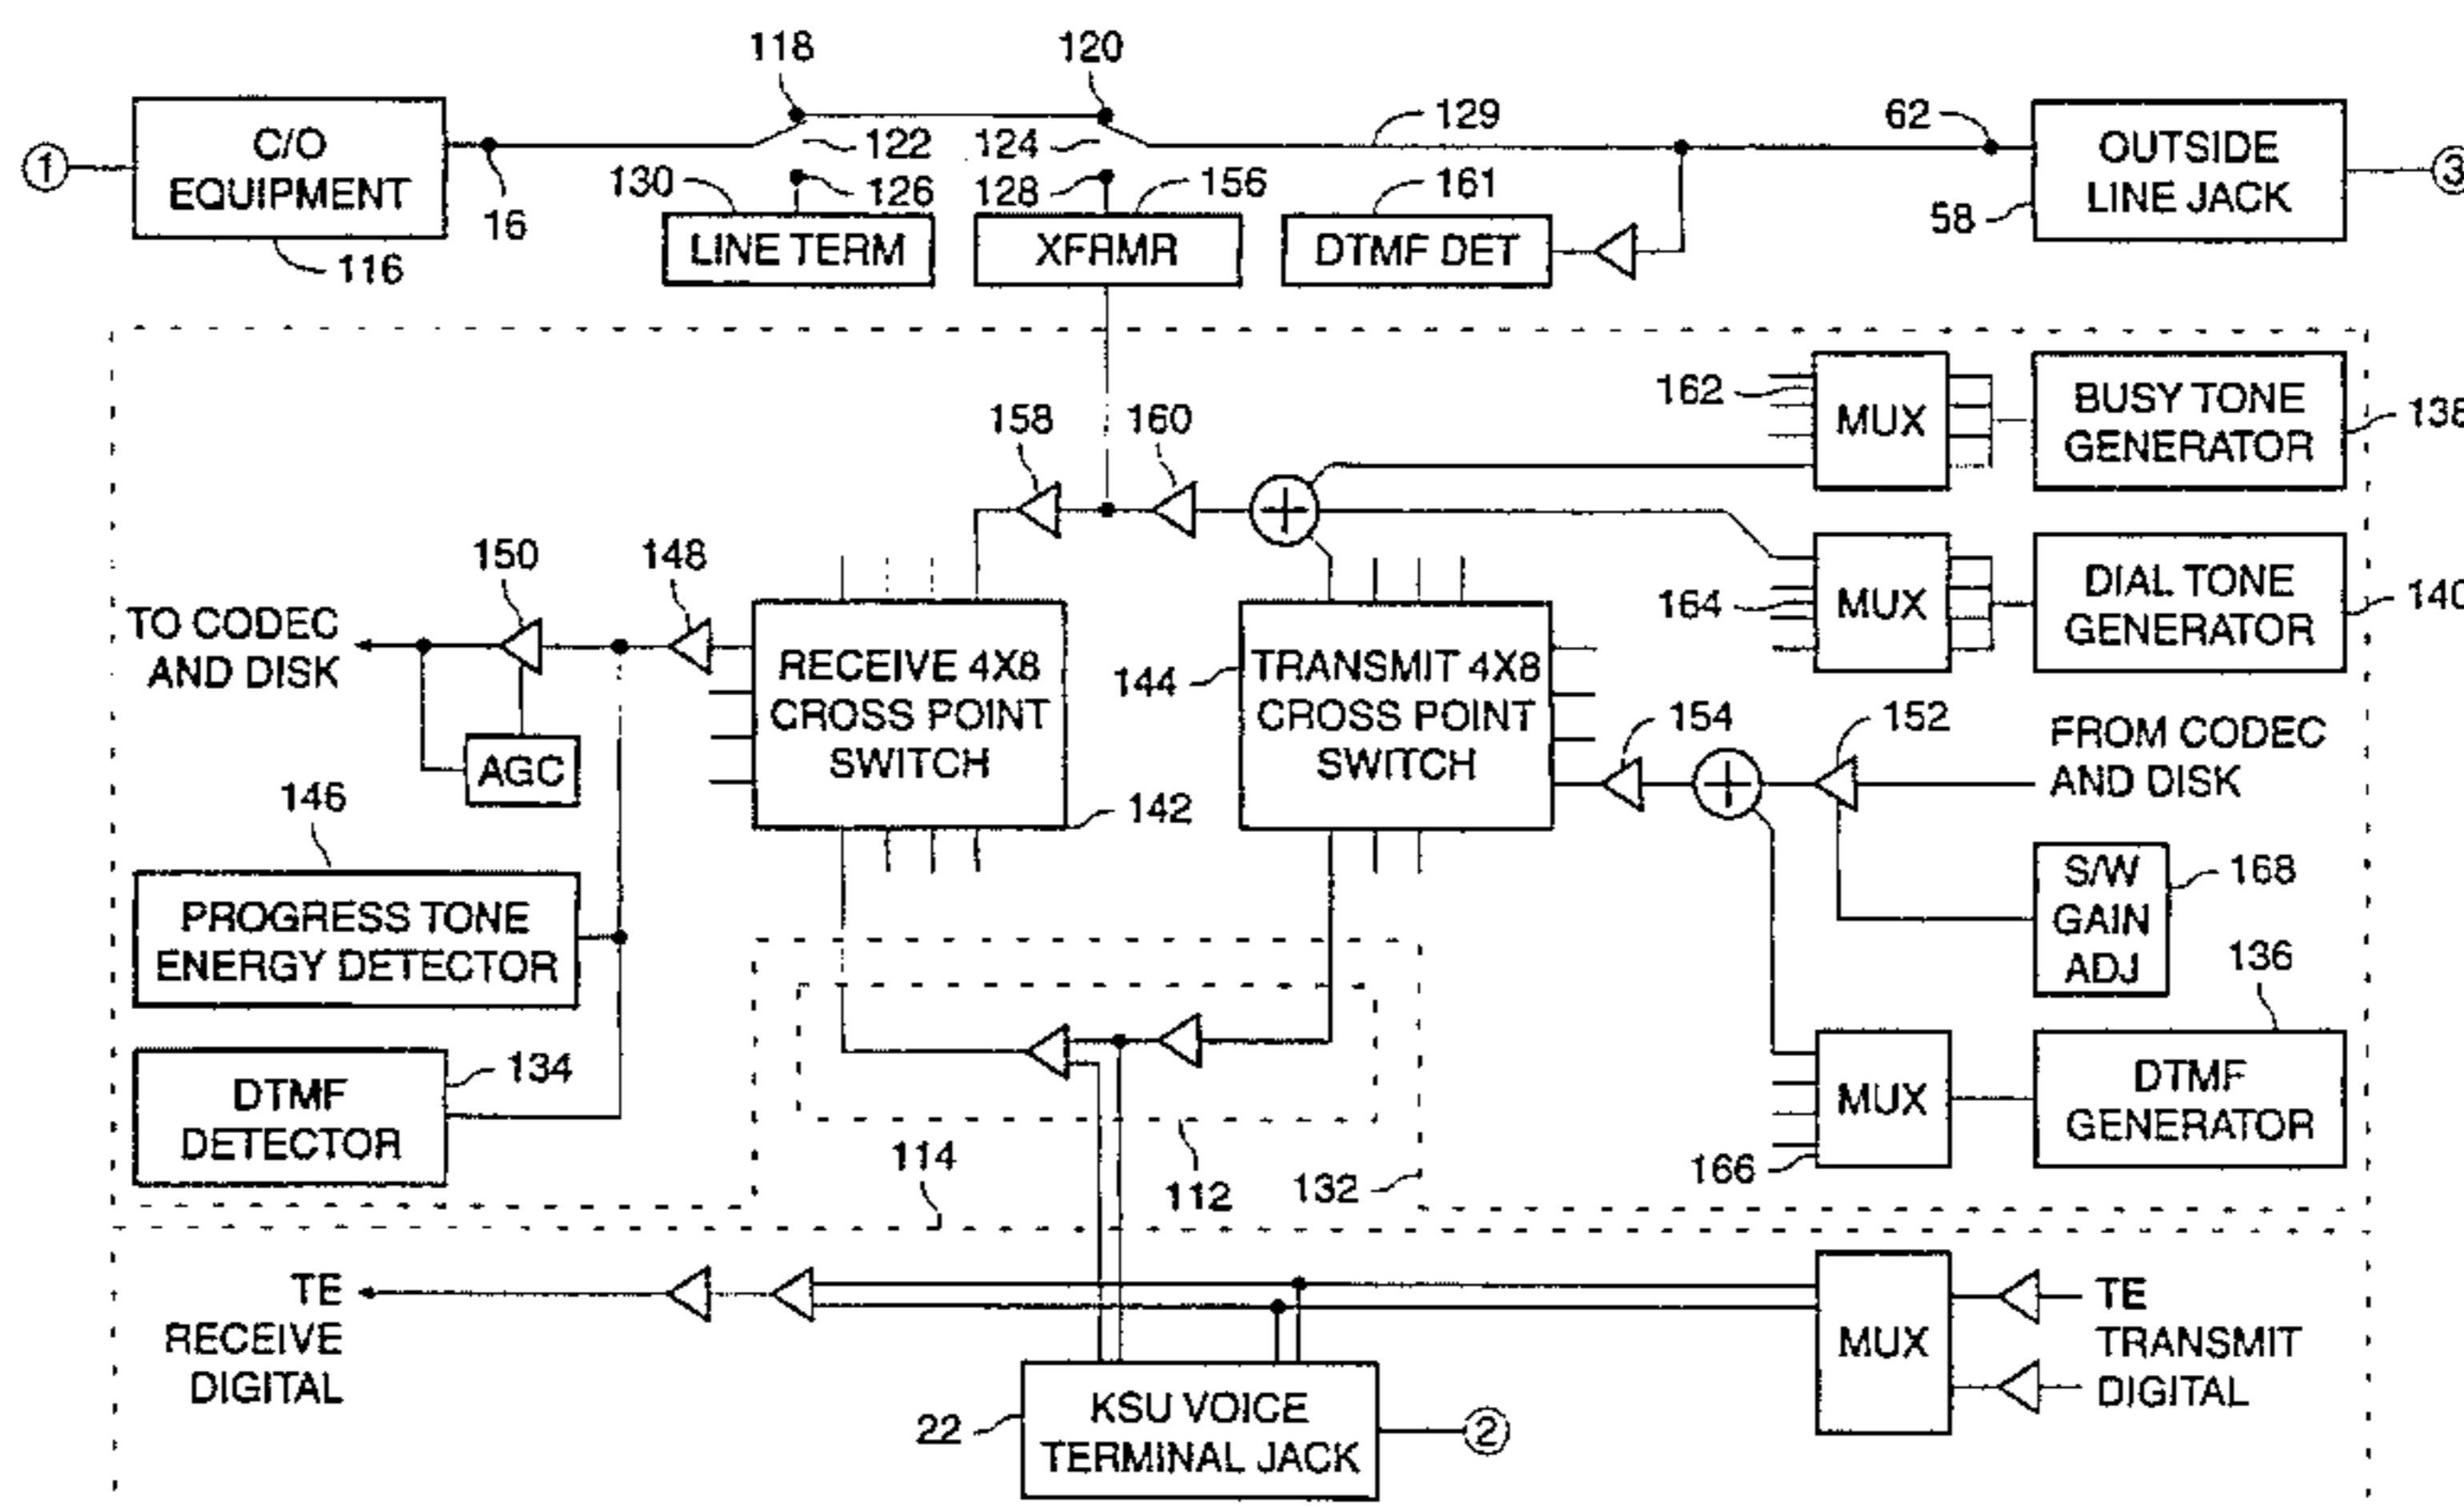 118
120
1
C/O
EQUIPMENT
16
116
122
124
129
62
OUTSIDE
LINE JACK
58
3
130
126
128
156
161
LINE TERM
XFRMR
DTMF DET
162
MUX
BUSY TONE
GENERATOR
138
158
160
164
MUX
DIAL TONE
GENERATOR
140
150
148
TO CODEC
AND DISK
RECEIVE 4X8
CROSS POINT
SWITCH
142
144
TRANSMIT 4X8
CROSS POINT
SWITCH
154
152
FROM CODEC
AND DISK
AGC
146
PROGRESS TONE
ENERGY DETECTOR
S/W
GAIN
ADJ
168
136
134
DTMF
DETECTOR
114
112
132
166
MUX
DTMF
GENERATOR
TE
RECEIVE
DIGITAL
MUX
TE
TRANSMIT
DIGITAL
22
KSU VOICE
TERMINAL JACK
2